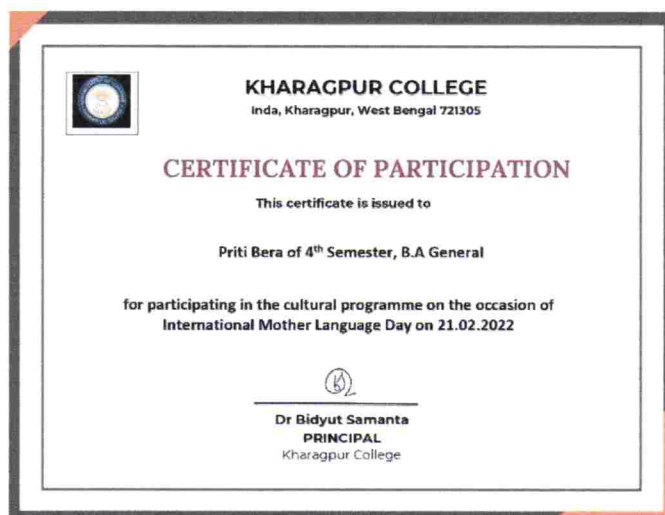 KHARAGPUR COLLEGE
Inda, Kharagpur, West Bengal 721305
CERTIFICATE OF PARTICIPATION
This certificate is issued to
Priti Bera of 4th Semester, B.A General
for participating in the cultural programme on the occasion of
International Mother Language Day on 21.02.2022
Dr Bidyut Samanta
PRINCIPAL
Kharagpur College